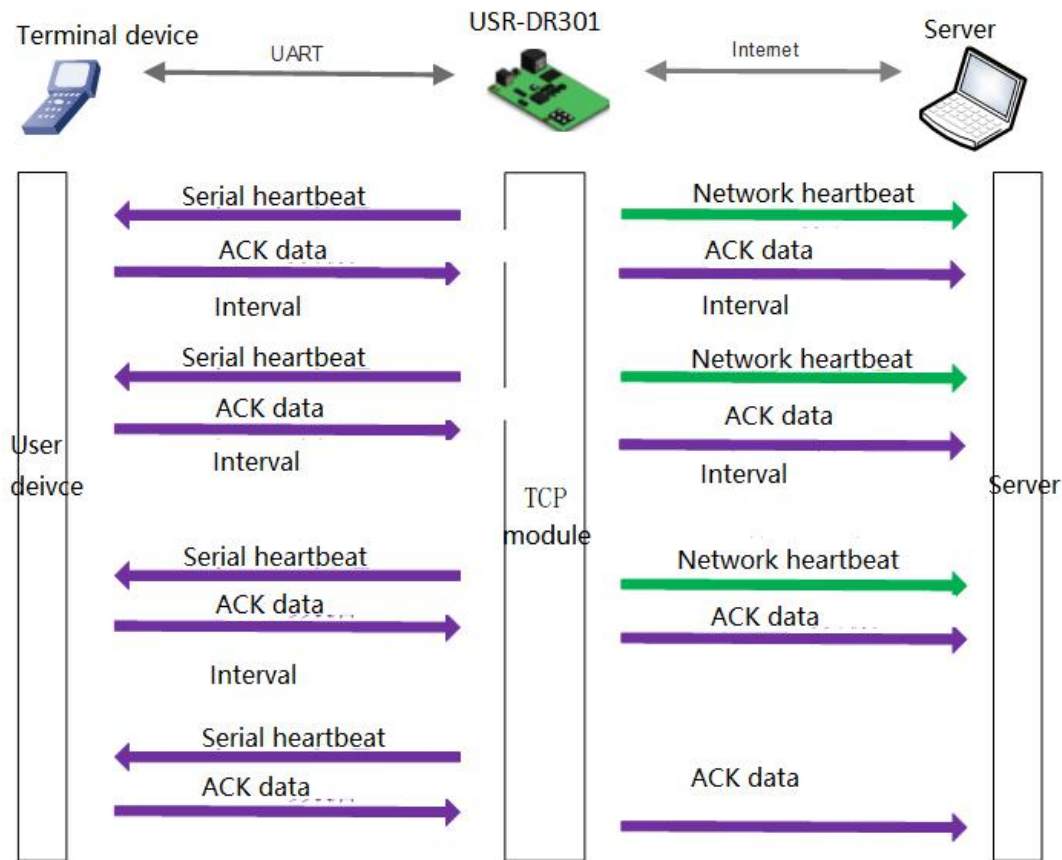 USR-DR301
Terminal device
Server
UART
Internet
Serial heartbeat
Network heartbeat
ACK data
ACK data
Interval
Interval
Serial heartbeat
Network heartbeat
ACK data
ACK data
Interval
Interval
User
deivce
TCP
module
Server
Serial heartbeat
Network heartbeat
ACK data
ACK data
Interval
Serial heartbeat
ACK data
ACK data